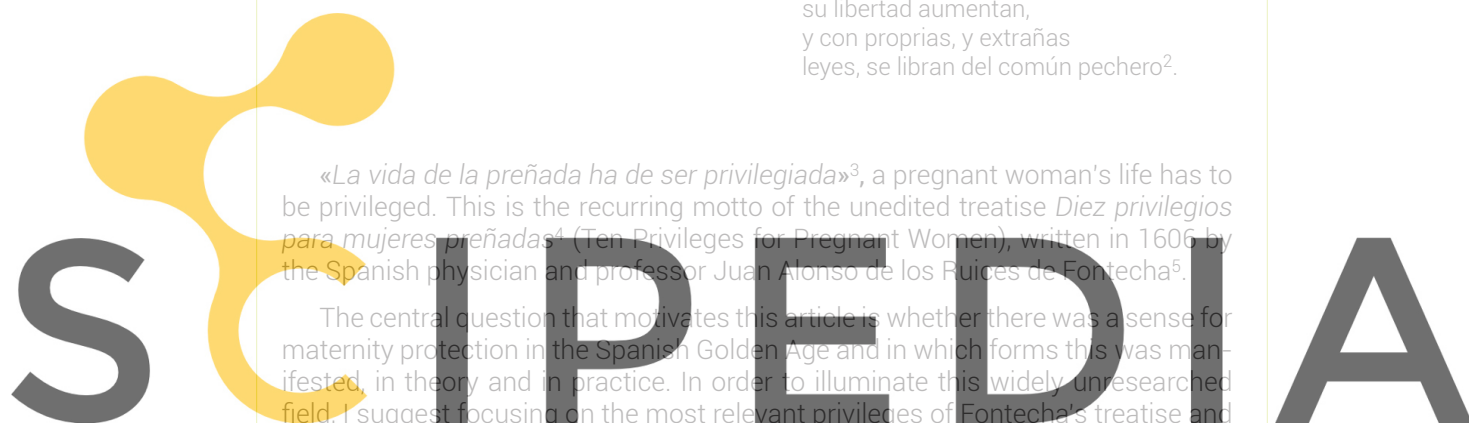 su libertad aumentan,
y con proprias, y extrañas
leyes, se libran del común pechero2.
«La vida de la preñada ha de ser privilegiada»3, a pregnant woman's life has to
be privileged. This is the recurring motto of the unedited treatise Diez privilegios
para mujeres preñadas4 (Ten Privileges for Pregnant Women), written in 1606 by
the Spanish physician and professor Juan Alonso de los Ruices de Fontecha5.
The central question that motivates this article is whether there was a sense for
maternity protection in the Spanish Golden Age and in which forms this was man-
ifested, in theory and in practice. In order to illuminate this widely unresearched
field, I suggest focusing on the most relevant privileges of Fontecha's treatise and
SCIPEDIA